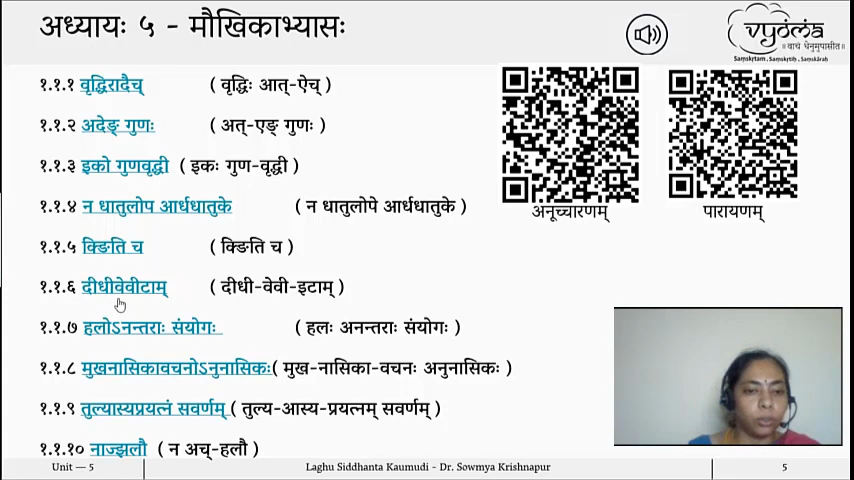 अध्यायः ५ - मौखिकाभ्यासः
vyōma
वाचं धेनुमुपासीत
Saṃskṛtam, Saṃskṛtiḥ, Saṃskāraḥ
१.१.१ वृद्धिरादैच् ( वृद्धिः आत्-ऐच् )
१.१.२ अदेङ् गुणः ( अत्-एङ् गुणः )
१.१.३ इको गुणवृद्धी ( इकः गुण-वृद्धी )
१.१.४ न धातुलोप आर्धधातुके ( न धातुलोपे आर्धधातुके )
१.१.५ क्ङिति च ( क्ङिति च )
१.१.६ दीधीवेवीटाम् ( दीधी-वेवी-इटाम् )
१.१.७ हलोऽनन्तराः संयोगः ( हलः अनन्तराः संयोगः )
१.१.८ मुखनासिकावचनोऽनुनासिकः( मुख-नासिका-वचनः अनुनासिकः )
१.१.९ तुल्यास्यप्रयत्नं सवर्णम् ( तुल्य-आस्य-प्रयत्नम् सवर्णम् )
१.१.१० नाज्झलौ ( न अच्-हलौ )
अनूच्चारणम्
पारायणम्
Unit — 5
Laghu Siddhanta Kaumudi - Dr. Sowmya Krishnapur
5